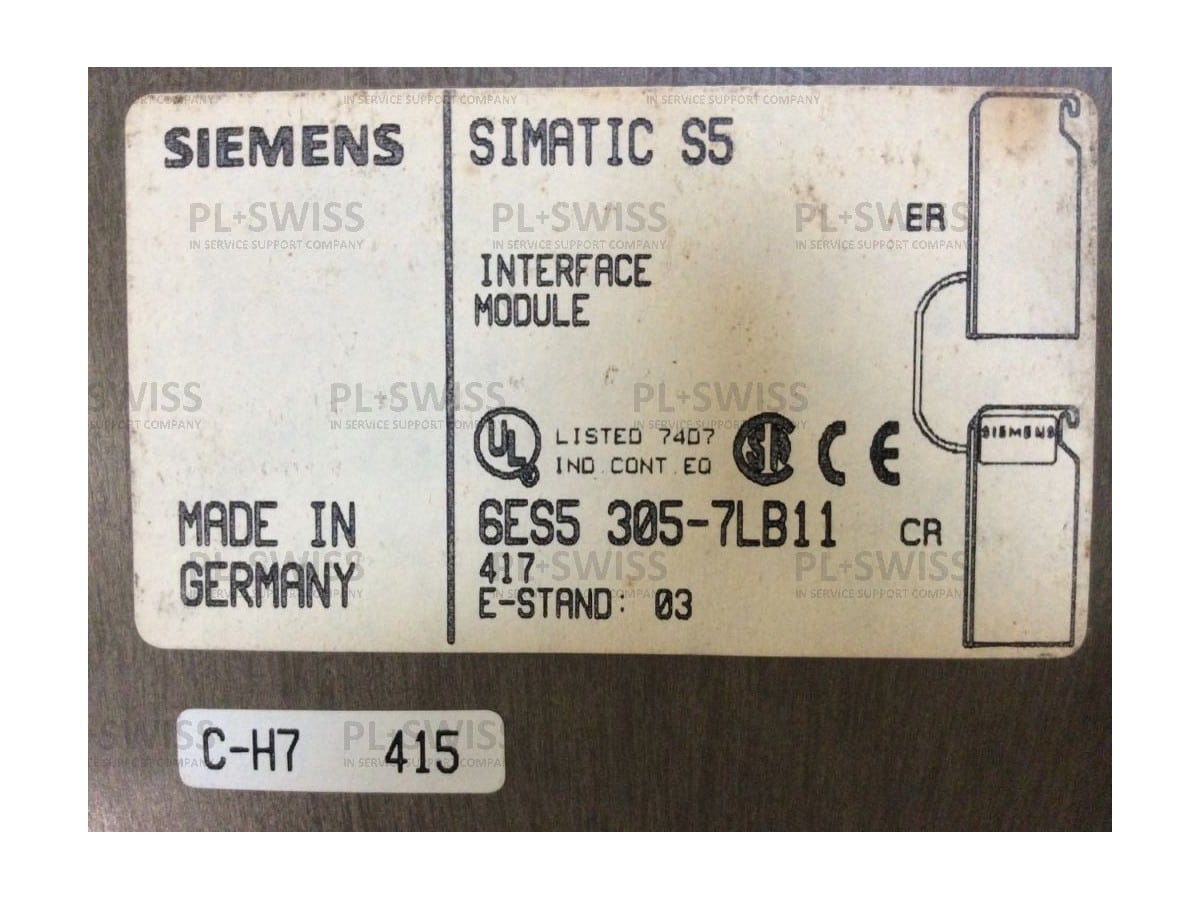 SIEMENS
SIMATIC S5
ER
INTERFACE
MODULE
SIEMENS
UL LISTED 7407
IND.CONT.EQ
CE
MADE IN
GERMANY
6ES5 305-7LB11
CR
417
E-STAND: 03
C-H7 415
PL+SWISS
IN SERVICE SUPPORT COMPANY